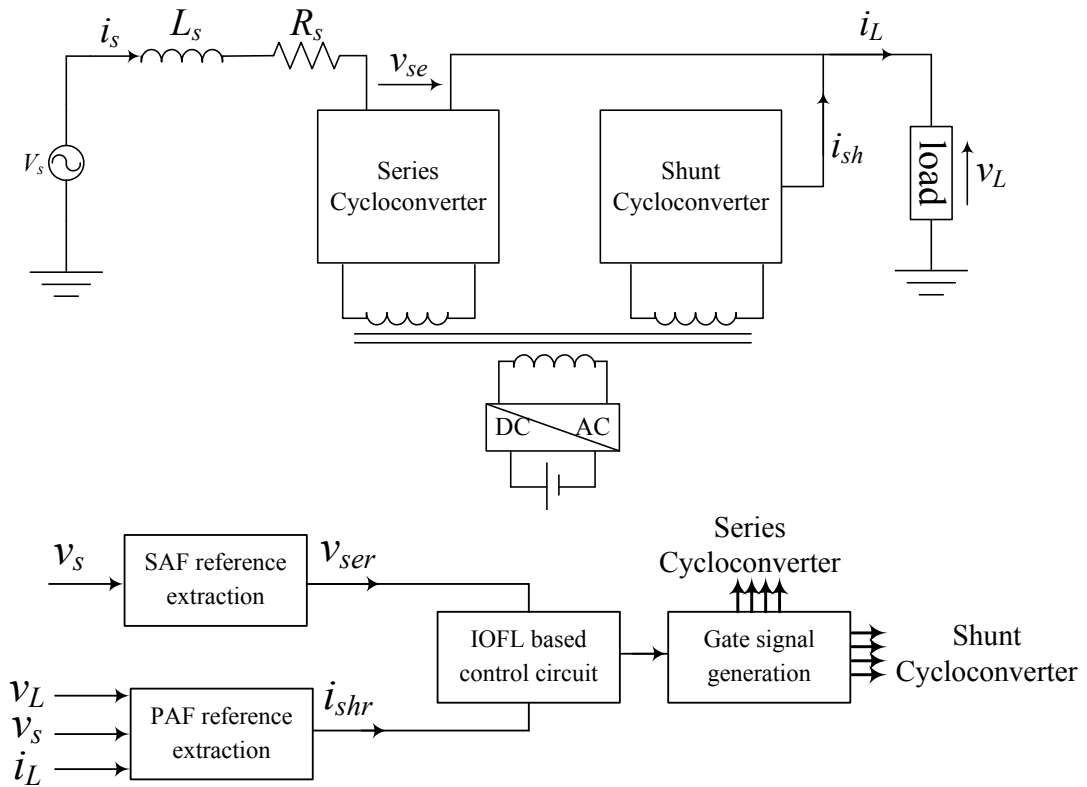 i_s
L_s
R_s
v_se
i_L
V_s
Series
Cycloconverter
Shunt
Cycloconverter
i_sh
load
v_L
DC
AC
Series
Cycloconverter
v_s
SAF reference
extraction
v_ser
IOFL based
control circuit
Gate signal
generation
Shunt
Cycloconverter
v_L
v_s
i_L
PAF reference
extraction
i_shr